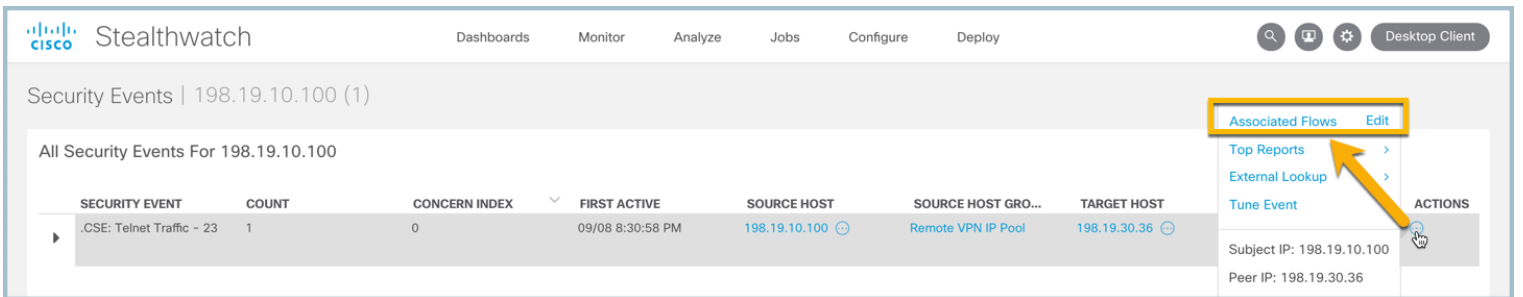 cisco Stealthwatch Dashboards Monitor Analyze Jobs Configure Deploy Desktop Client
Security Events | 198.19.10.100 (1)
Associated Flows Edit
All Security Events For 198.19.10.100
Top Reports >
External Lookup >
Tune Event
SECURITY EVENT COUNT CONCERN INDEX FIRST ACTIVE SOURCE HOST SOURCE HOST GRO... TARGET HOST ACTIONS
.CSE: Telnet Traffic - 23 1 0 09/08 8:30:58 PM 198.19.10.100 Remote VPN IP Pool 198.19.30.36
Subject IP: 198.19.10.100
Peer IP: 198.19.30.36